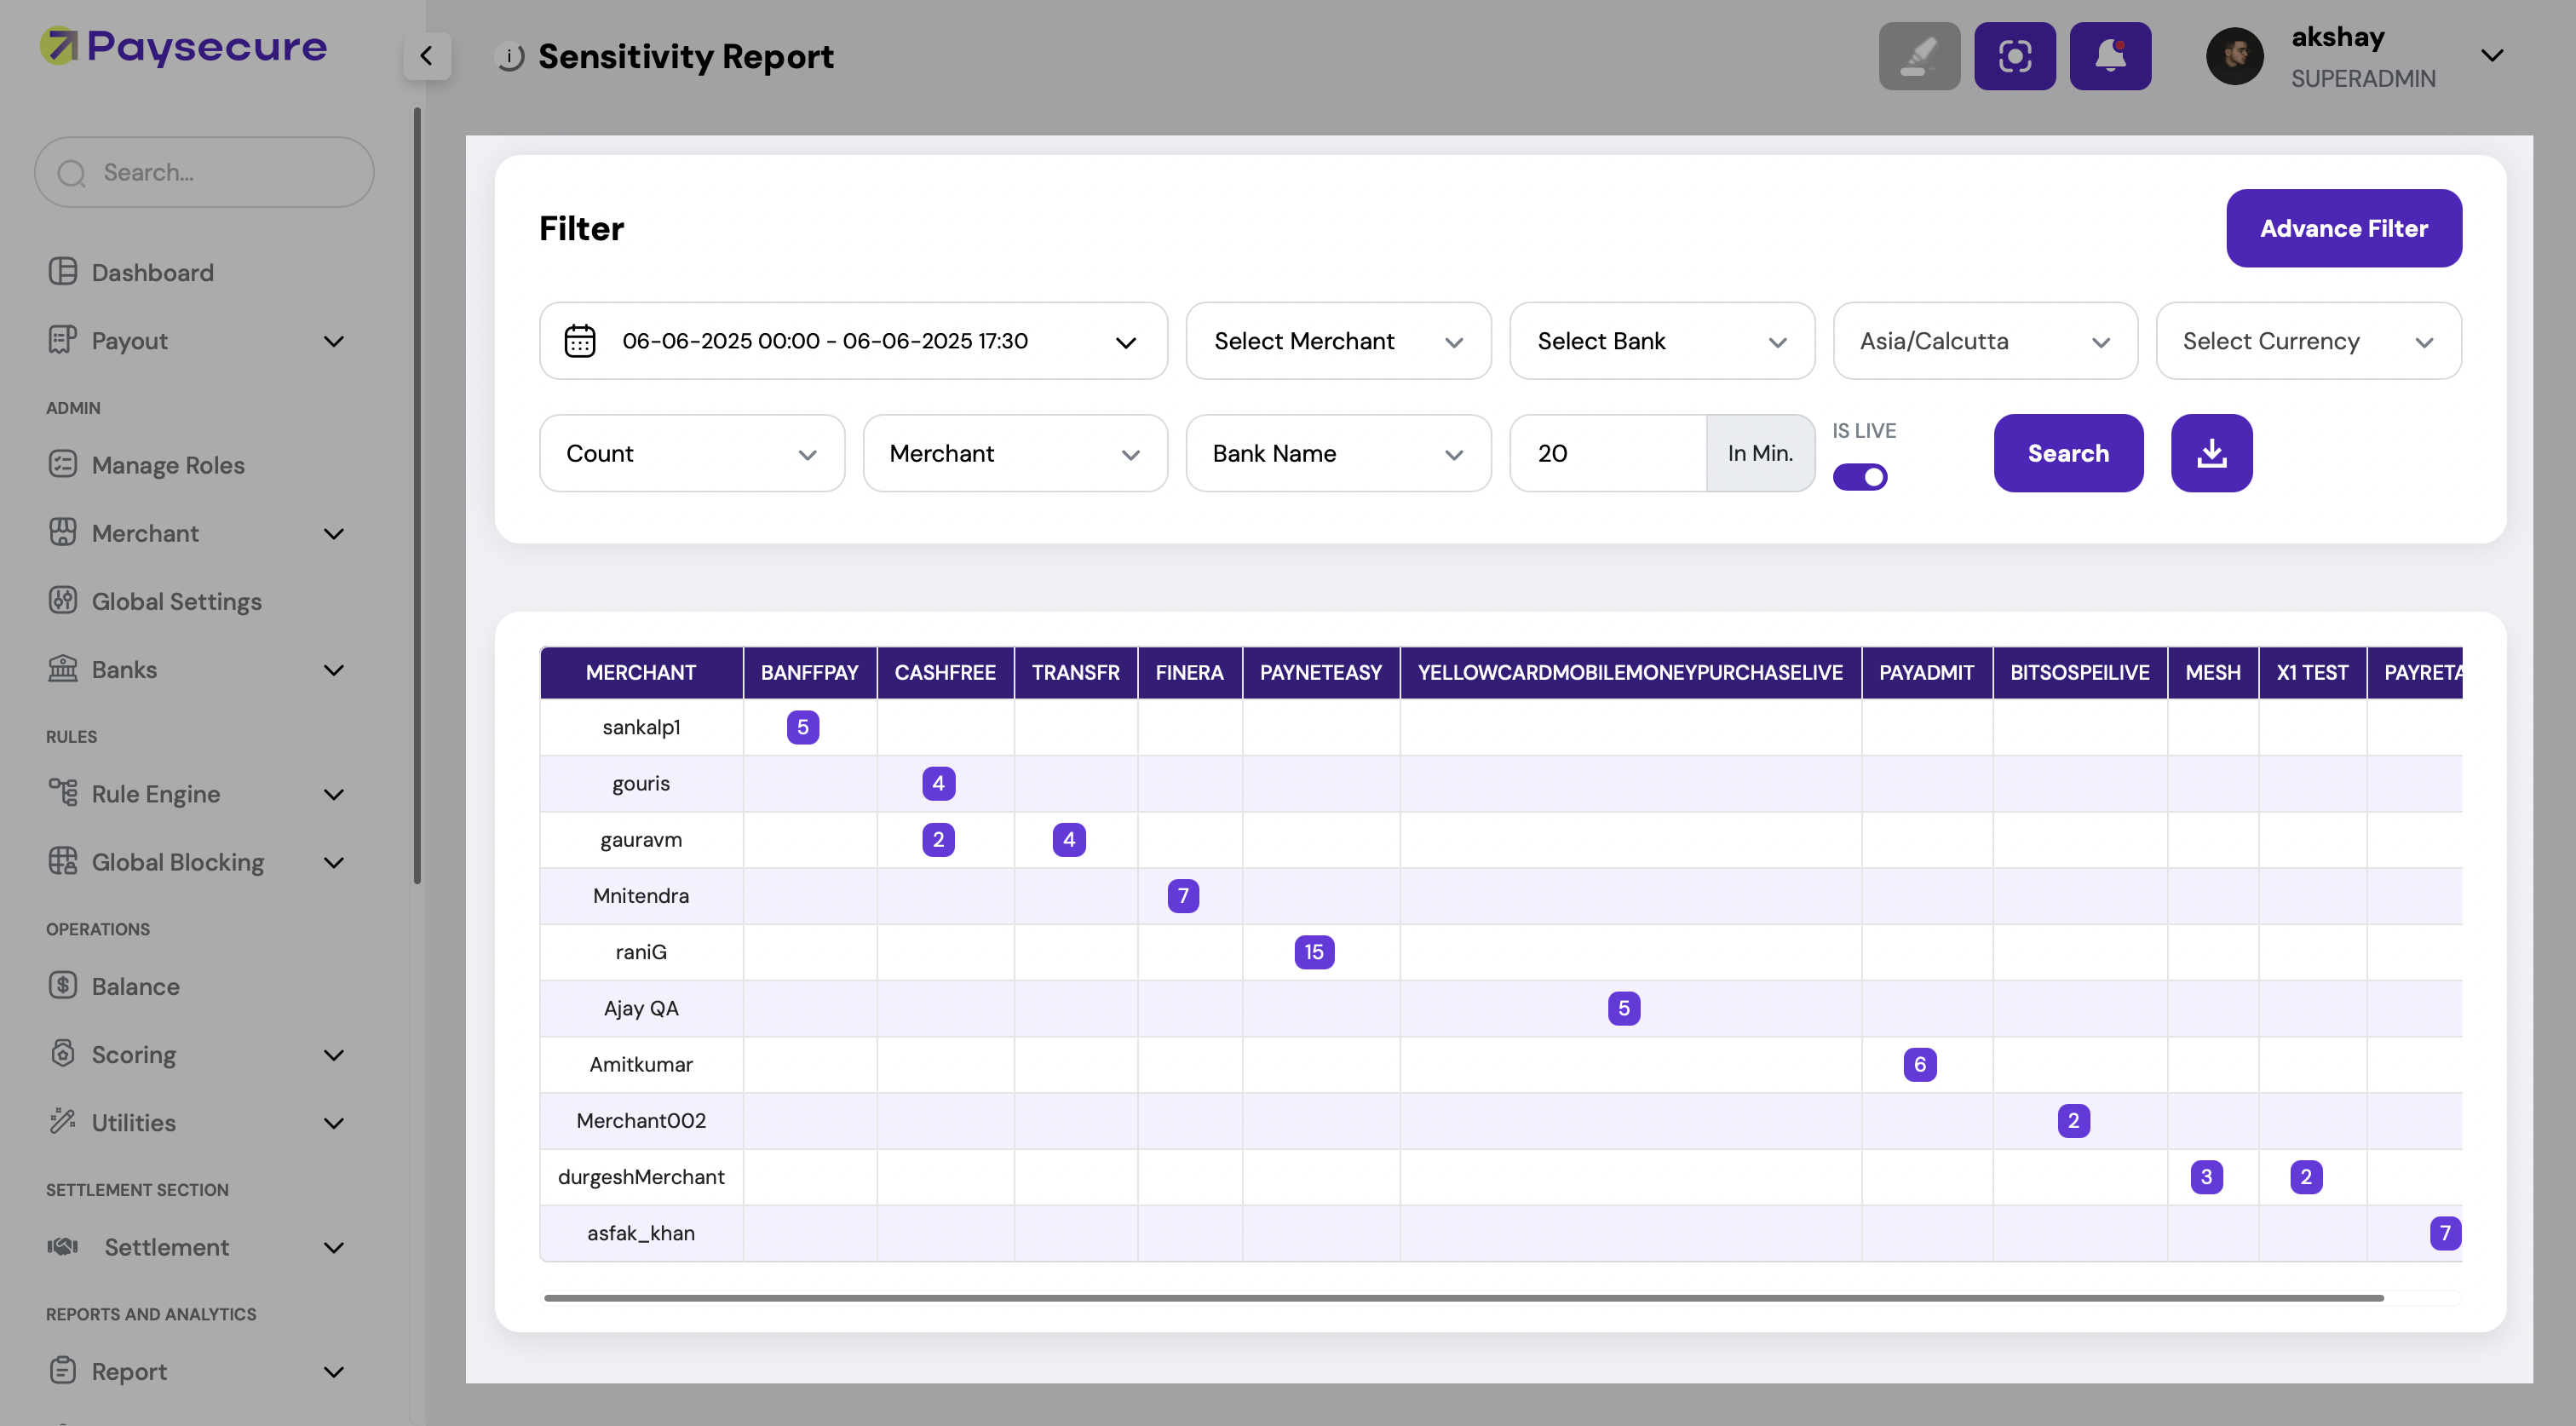 Paysecure
Sensitivity Report
akshay
SUPERADMIN
Search...
Dashboard
Payout
ADMIN
Manage Roles
Merchant
Global Settings
Banks
RULES
Rule Engine
Global Blocking
OPERATIONS
Balance
Scoring
Utilities
SETTLEMENT SECTION
Settlement
REPORTS AND ANALYTICS
Report
Filter
Advance Filter
06-06-2025 00:00 - 06-06-2025 17:30
Select Merchant
Select Bank
Asia/Calcutta
Select Currency
Count
Merchant
Bank Name
20 In Min.
IS LIVE
Search
MERCHANT BANFFPAY CASHFREE TRANSFR FINERA PAYNETEASY YELLOWCARDMOBILEMONEYPURCHASELIVE PAYADMIT BITSOSPEILIVE MESH X1 TEST PAYRETA
sankalp1 5
gouris 4
gauravm 2 4
Mnitendra 7
raniG 15
Ajay QA 5
Amitkumar 6
Merchant002 2
durgeshMerchant 3 2
asfak_khan 7